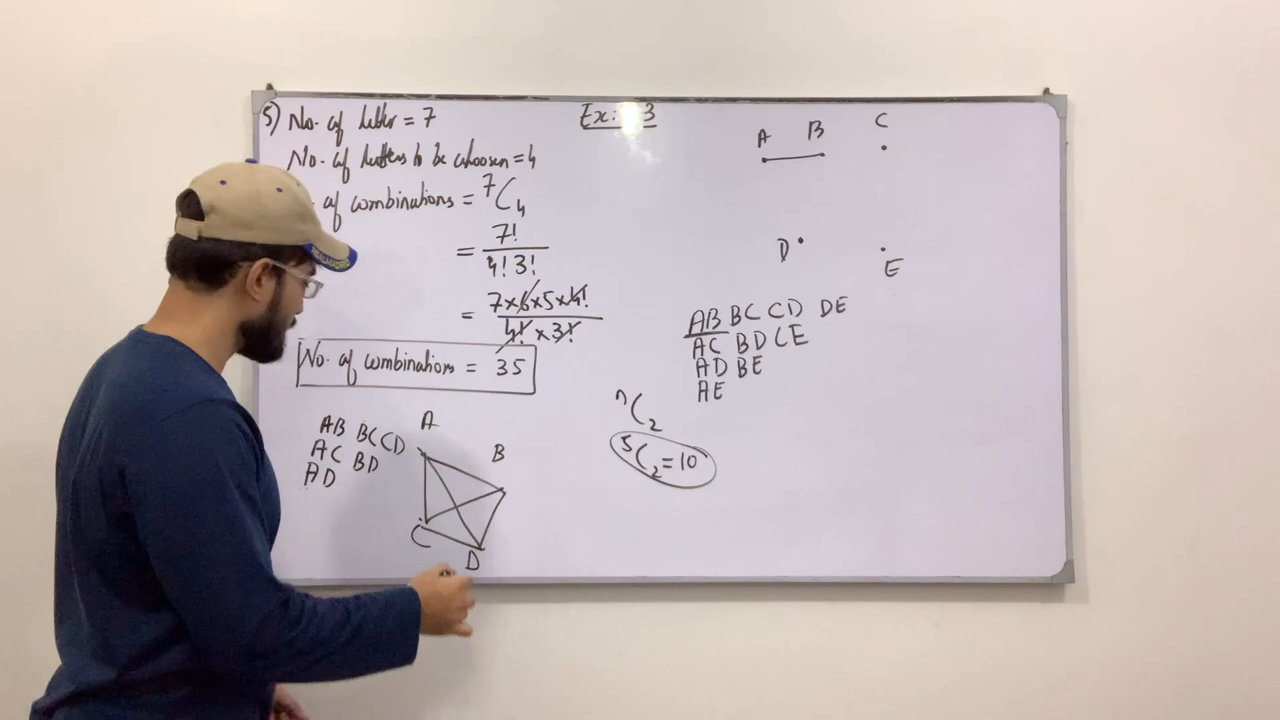 5) No. of letter = 7
No. of letters to be choosen = 4
of combinations = 7C4
= 7!
4! 3!
= 7×6×5×4!
4! × 3!
No. of combinations = 35
AB BC CD
AC BD
AD
A
B
C
D
Ex: 3
A B C
D
E
AB BC CD DE
AC BD CE
AD BE
AE
nC2
5C2 = 10